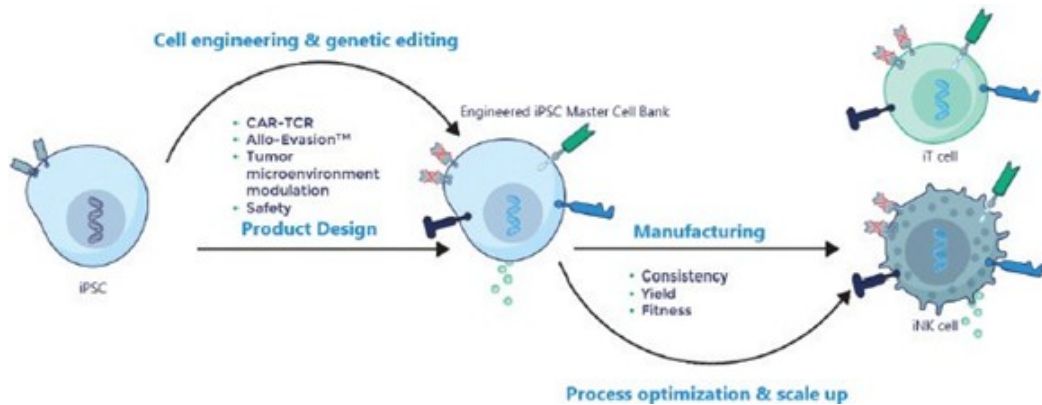 Cell engineering & genetic editing
Engineered iPSC Master Cell Bank
• CAR-TCR
• Allo-Evasion™
• Tumor
microenvironment
modulation
• Safety
Product Design
iPSC
Manufacturing
• Consistency
• Yield
• Fitness
iT cell
iNK cell
Process optimization & scale up